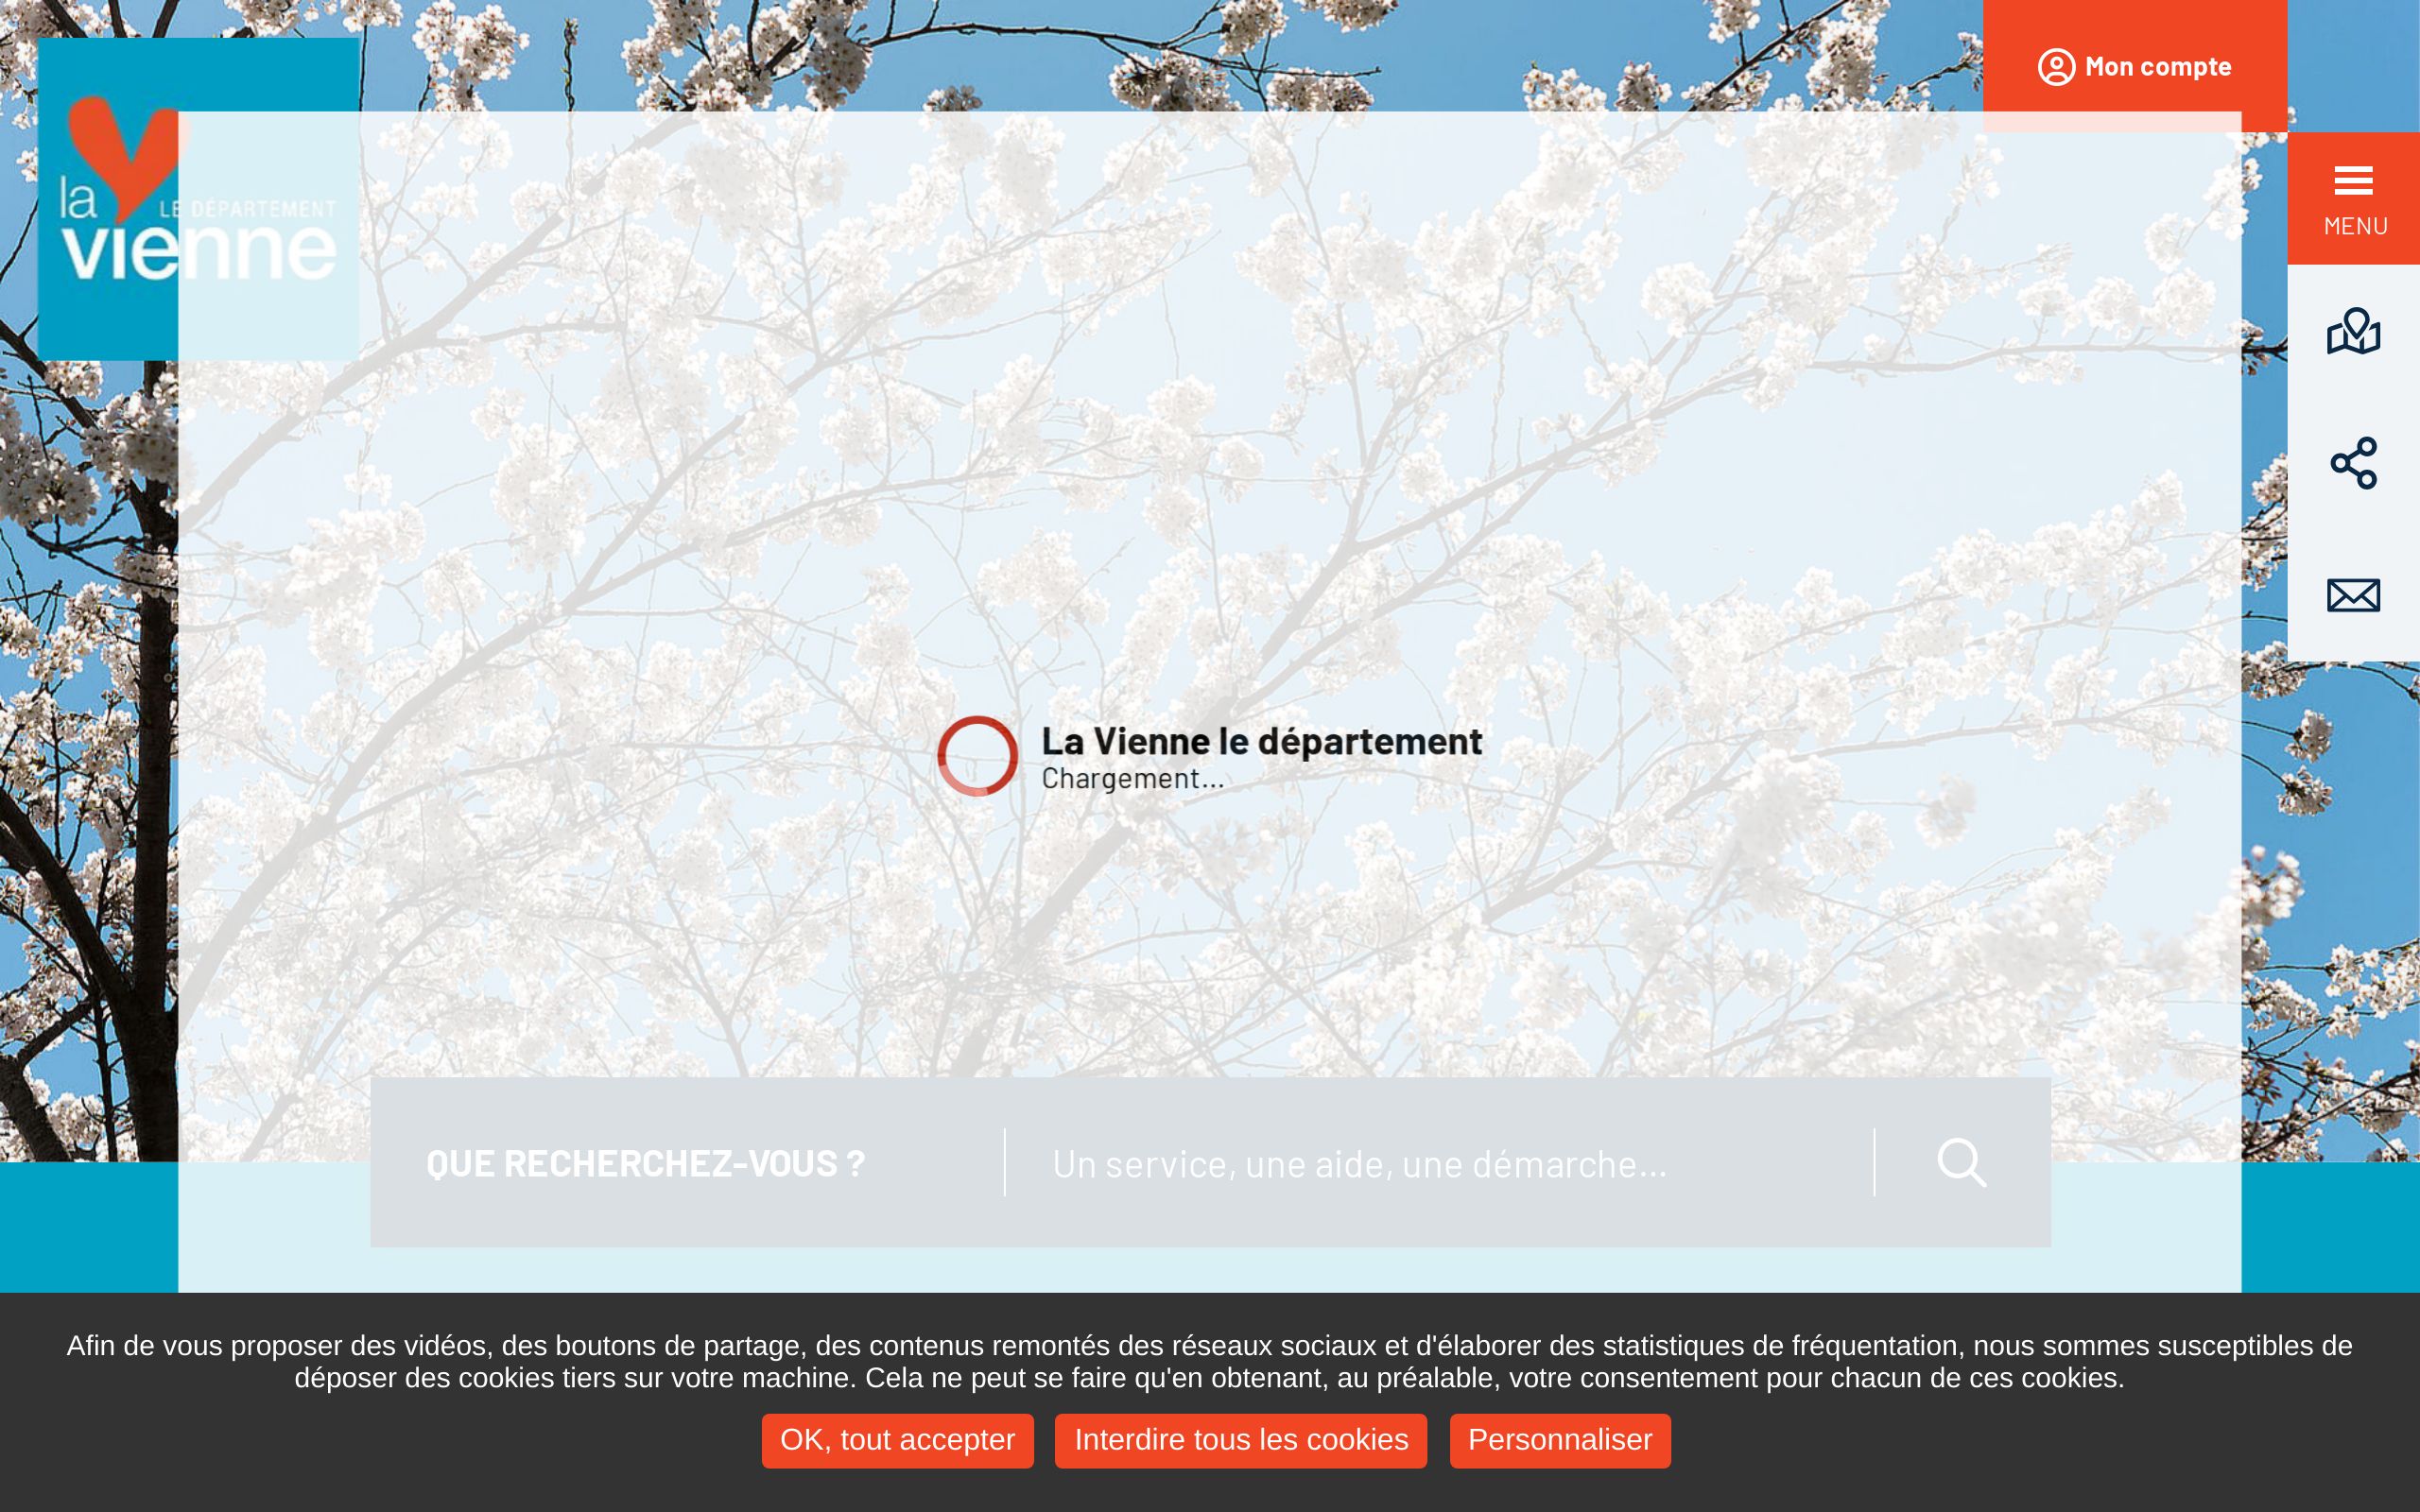 Mon compte
MENU
la
LE DÉPARTEMENT
vienne
La Vienne le département
Chargement...
QUE RECHERCHEZ-VOUS ?
Un service, une aide, une démarche...
Afin de vous proposer des vidéos, des boutons de partage, des contenus remontés des réseaux sociaux et d'élaborer des statistiques de fréquentation, nous sommes susceptibles de
déposer des cookies tiers sur votre machine. Cela ne peut se faire qu'en obtenant, au préalable, votre consentement pour chacun de ces cookies.
OK, tout accepter
Interdire tous les cookies
Personnaliser